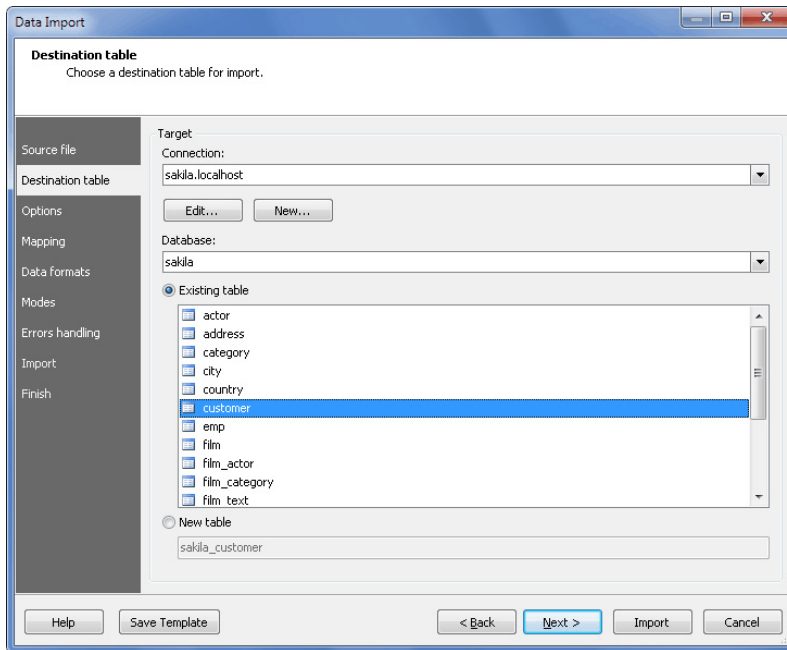 Data Import
Destination table
Choose a destination table for import.
Source file
Destination table
Options
Mapping
Data formats
Modes
Errors handling
Import
Finish
Target
Connection:
sakila.localhost
Edit... New...
Database:
sakila
Existing table
actor
address
category
city
country
customer
emp
film
film_actor
film_category
film_text
New table
sakila_customer
Help Save Template < Back Next > Import Cancel